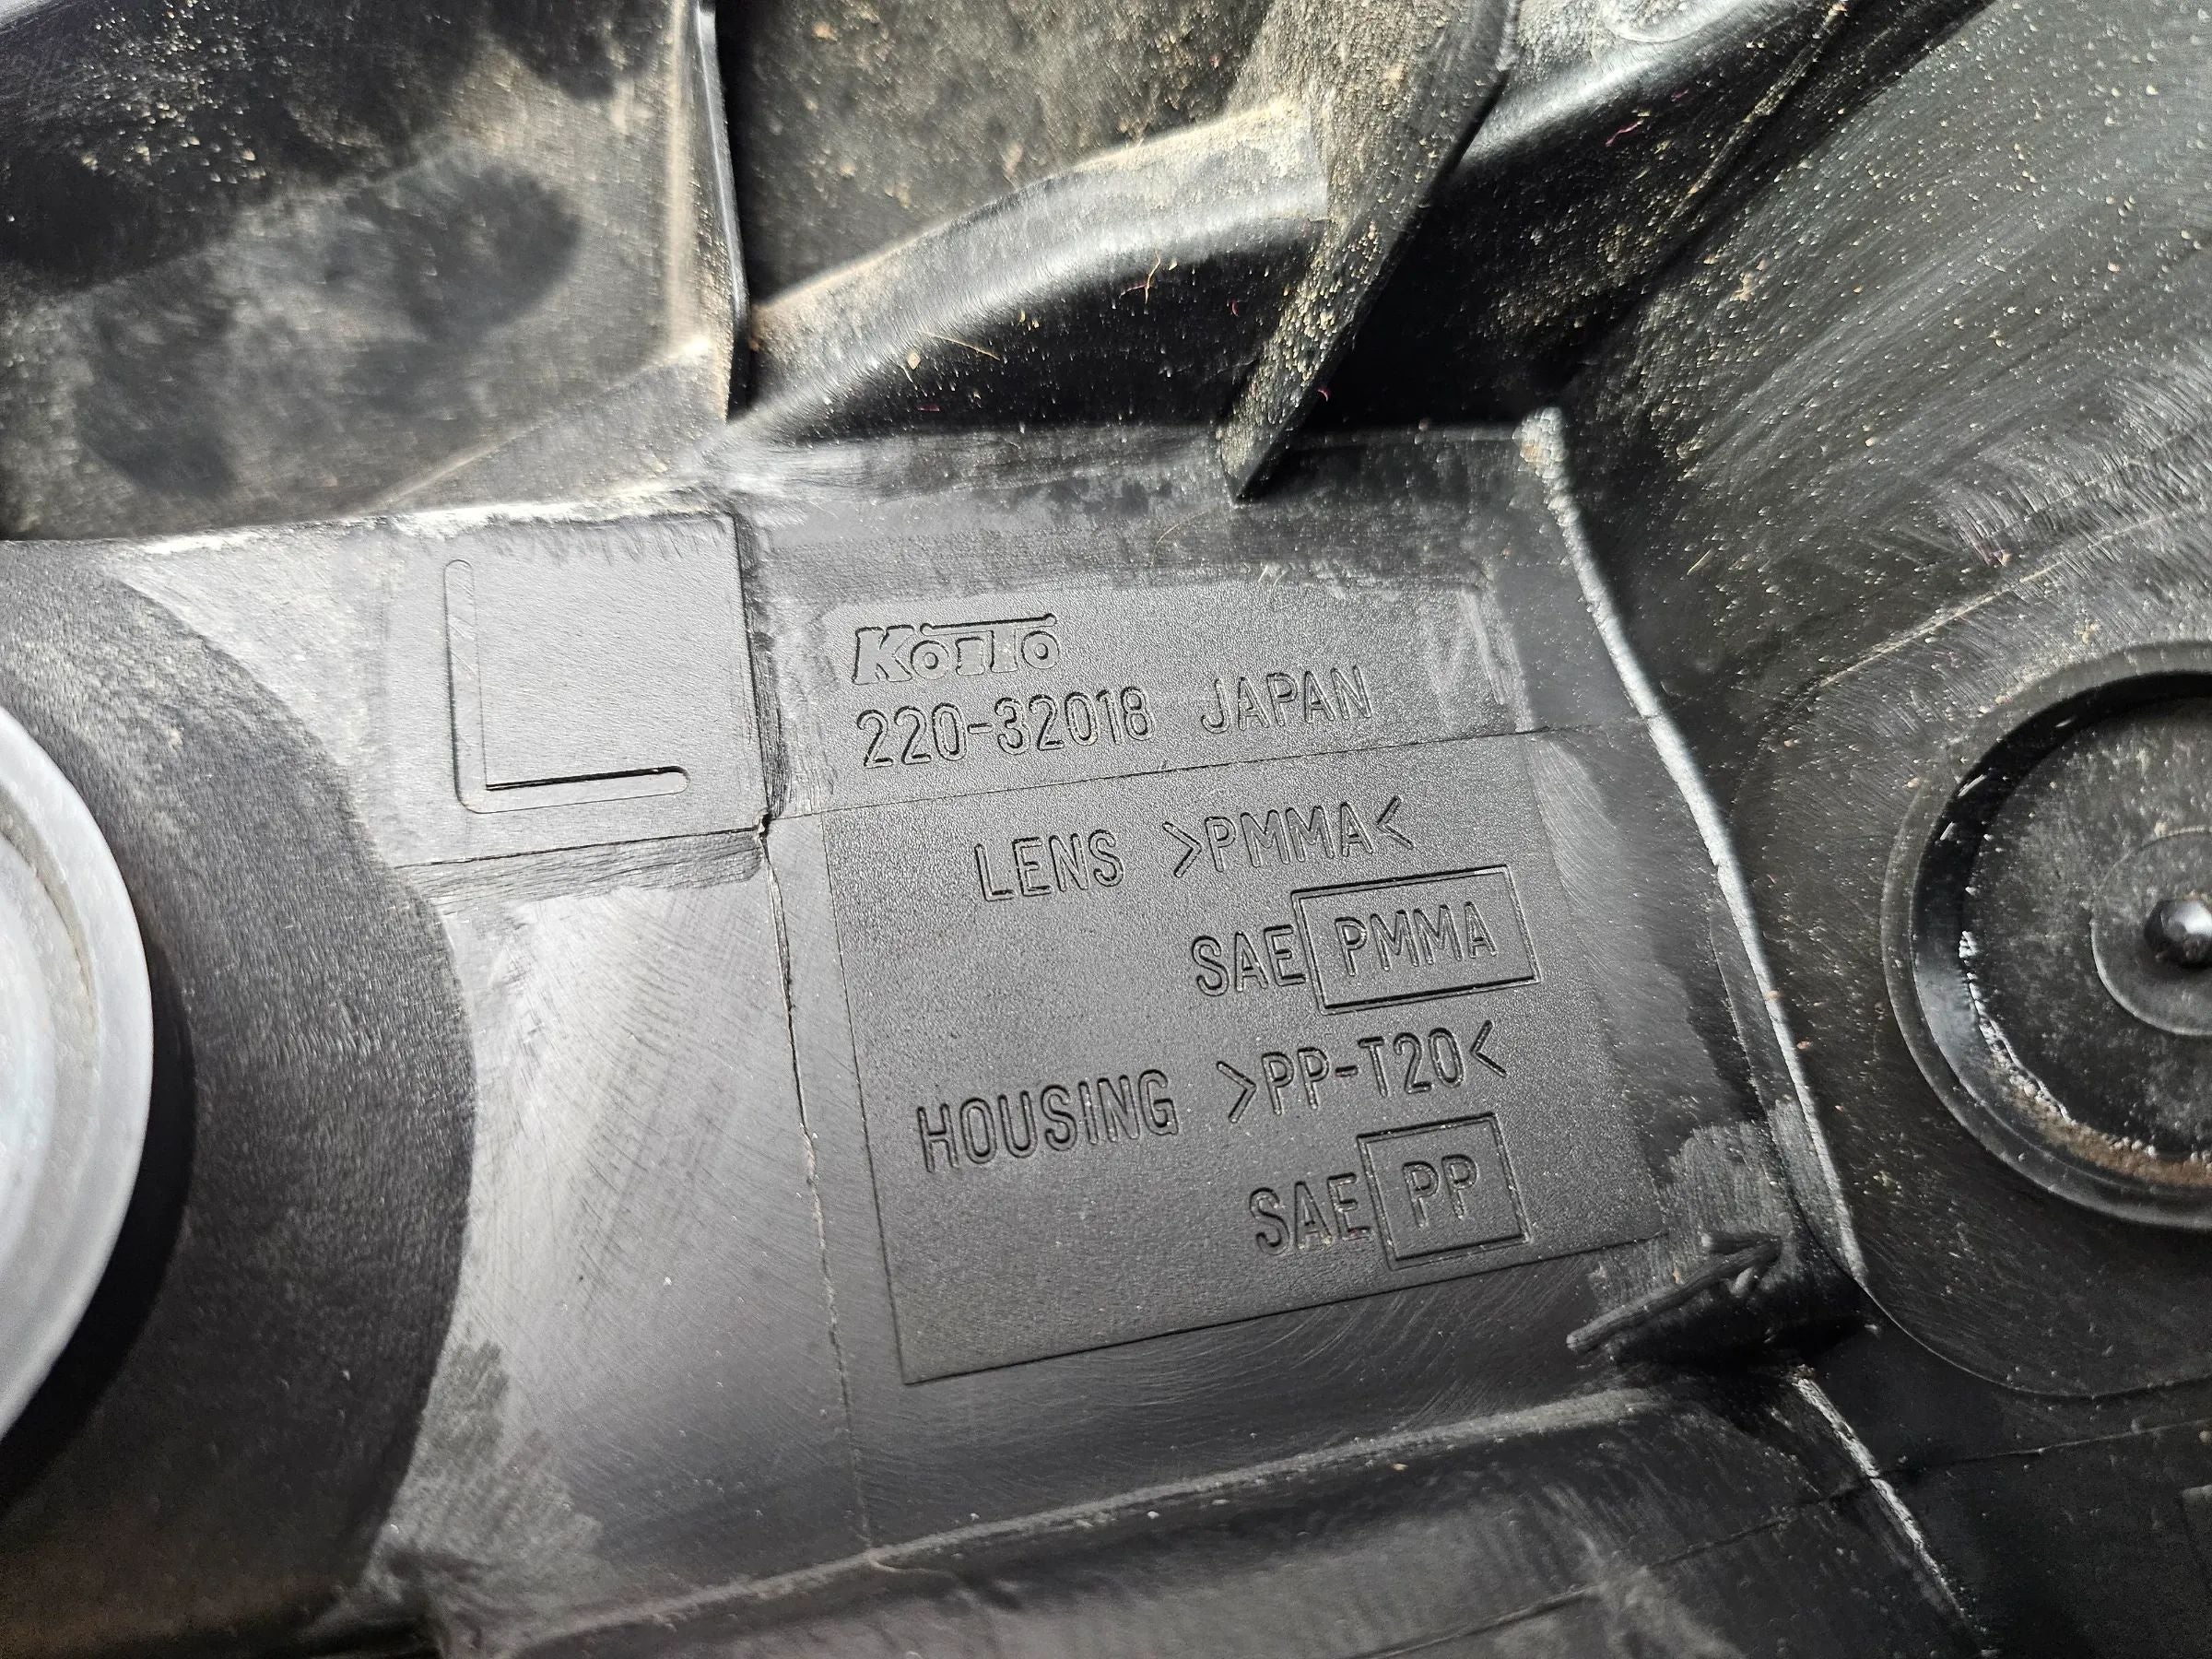 L
KOITO
220-32018 JAPAN
LENS >PMMA<
SAE PMMA
HOUSING >PP-T20<
SAE PP